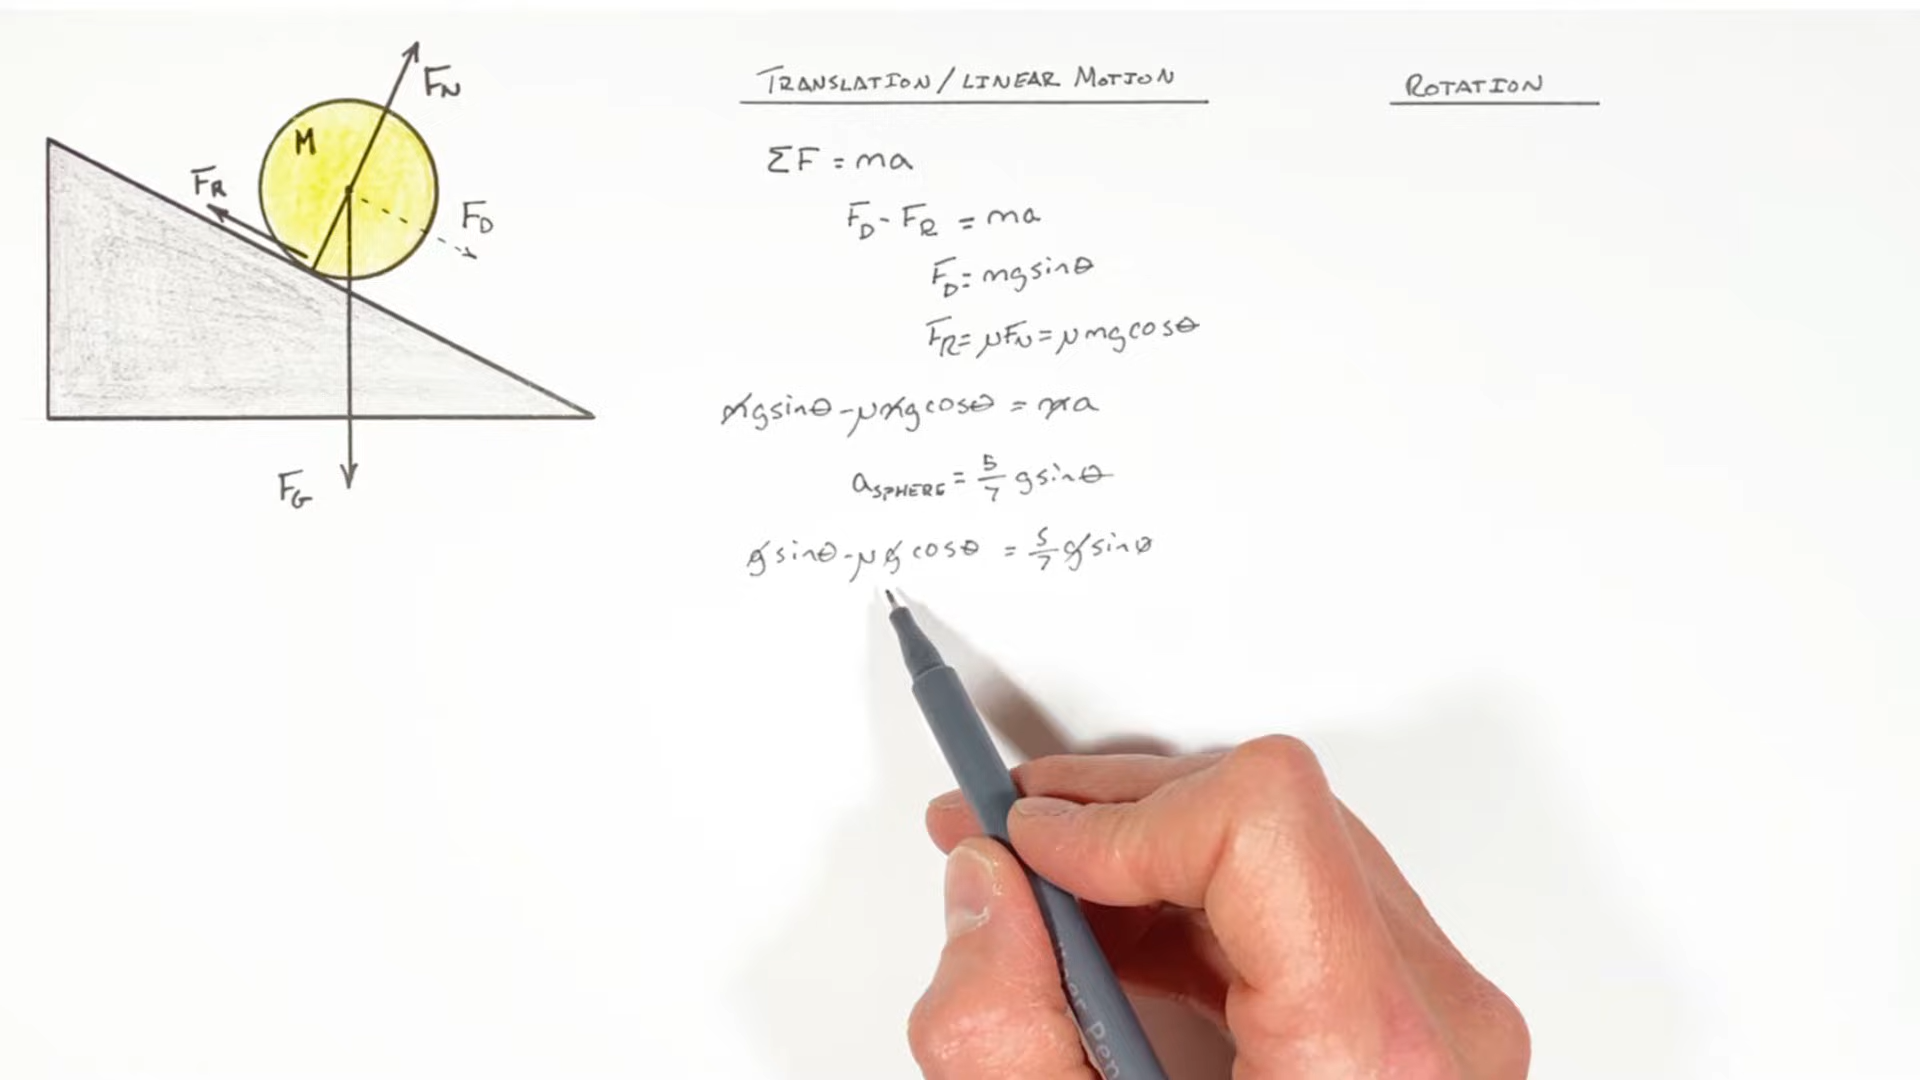 F_N
M
F_R
F_D
F_G
TRANSLATION/LINEAR MOTION
ΣF = ma
F_D - F_R = ma
F_D = mgsinθ
F_R = μF_N = μmgcosθ
mgsinθ - μmgcosθ = ma
a_SPHERE = 5/7 gsinθ
gsinθ - μgcosθ = 5/7 gsinθ
ROTATION
Pen